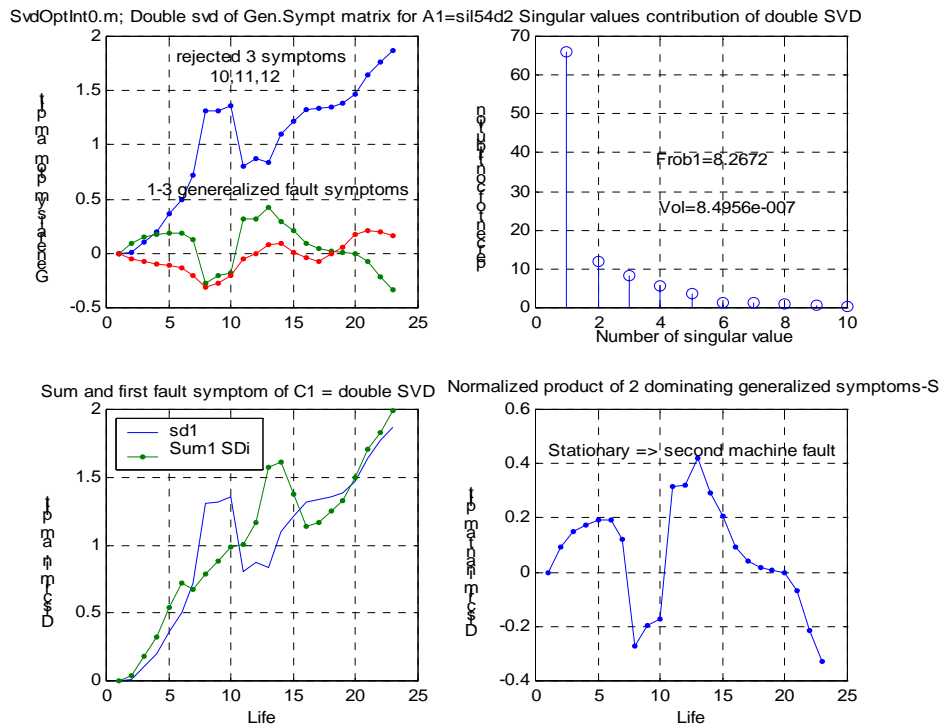 SvdOptInt0.m; Double svd of Gen.Sympt matrix for A1=sil54d2
2
1.5
1
0.5
0
-0.5
rejected 3 symptoms
10,11,12
1-3 generealized fault symptoms
0 5 10 15 20 25
Singular values contribution of double SVD
70
60
50
40
30
20
10
0
Frob1=8.2672
Vol=8.4956e-007
0 2 4 6 8 10
Number of singular value
Sum and first fault symptom of C1 = double SVD
2
1.5
1
0.5
0
sd1
Sum1 SDi
0 5 10 15 20 25
Life
Normalized product of 2 dominating generalized symptoms-S
0.6
0.4
0.2
0
-0.2
-0.4
Stationary => second machine fault
0 5 10 15 20 25
Life